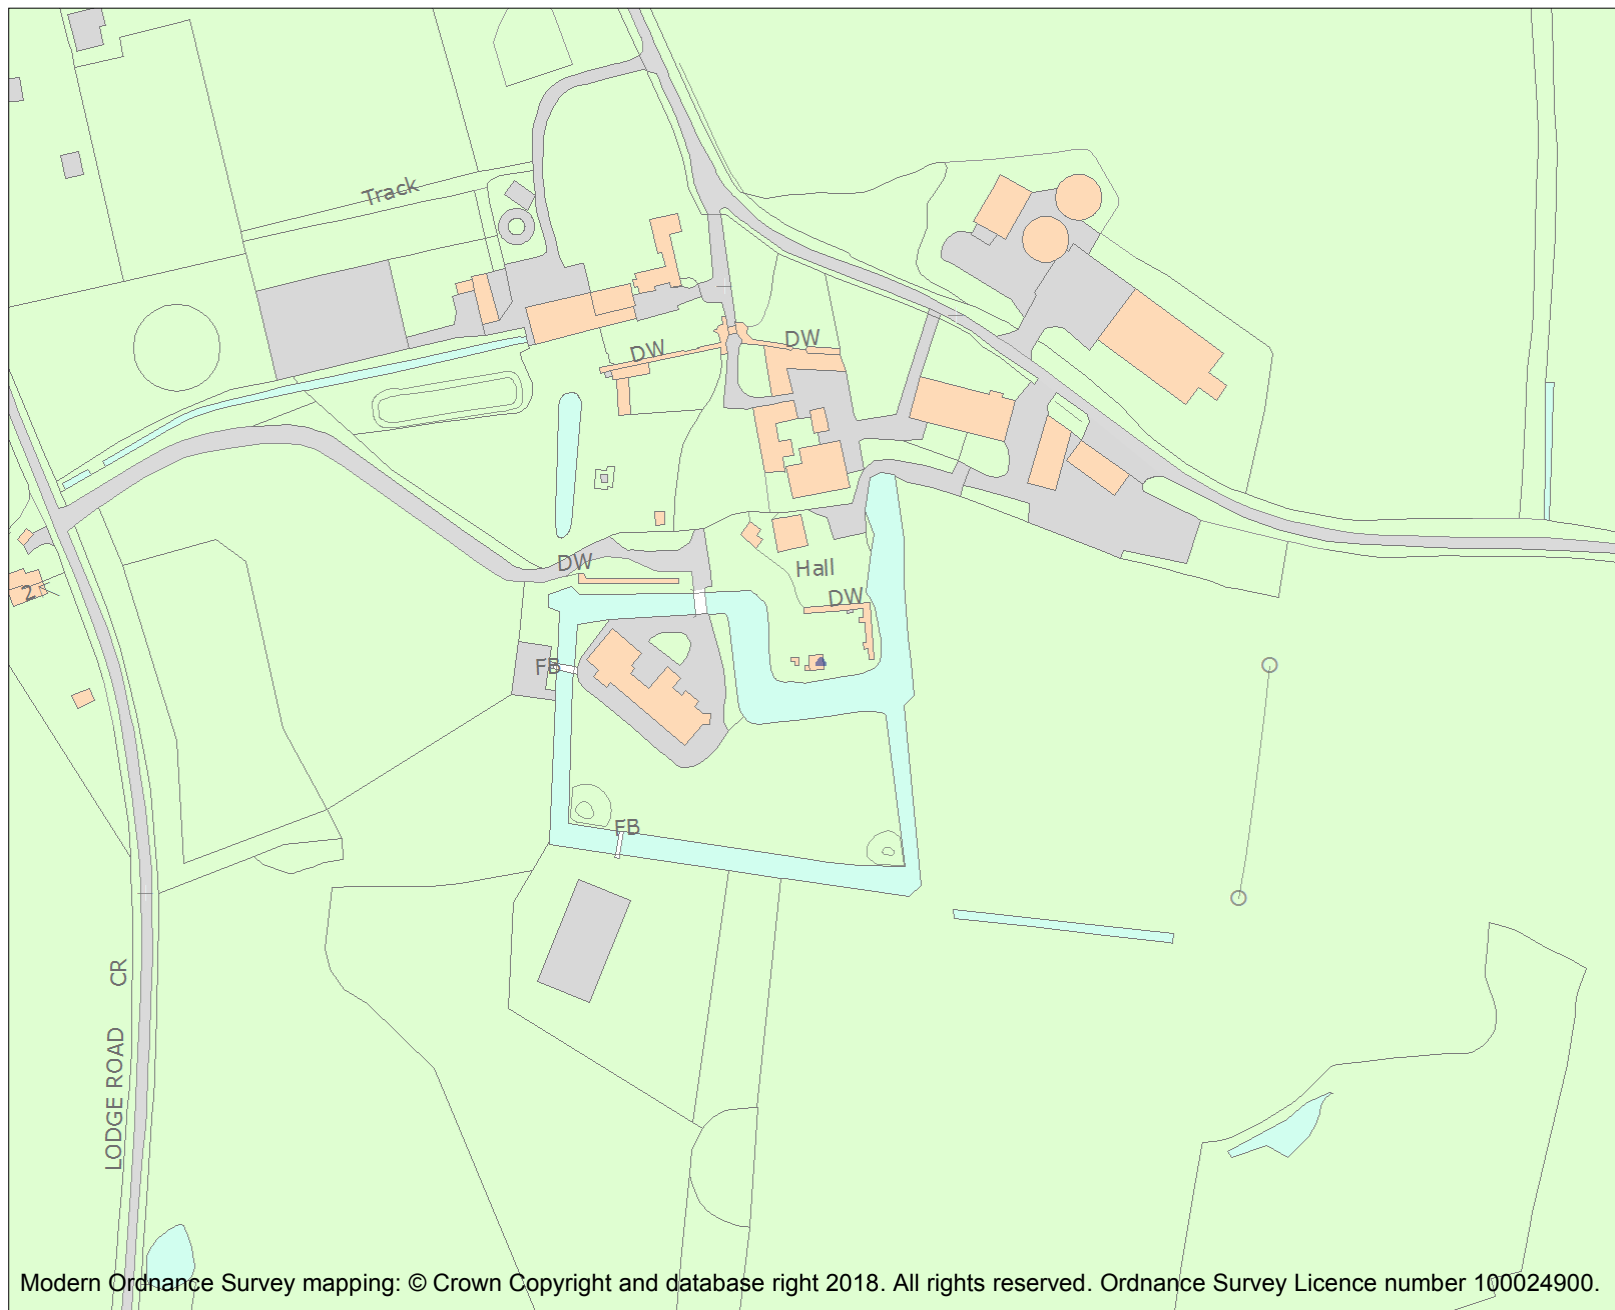 Track
DW
DW
DW
Hall
2
DW
FB
FB
LODGE ROAD CR
Modern Ordnance Survey mapping: © Crown Copyright and database right 2018. All rights reserved. Ordnance Survey Licence number 100024900.